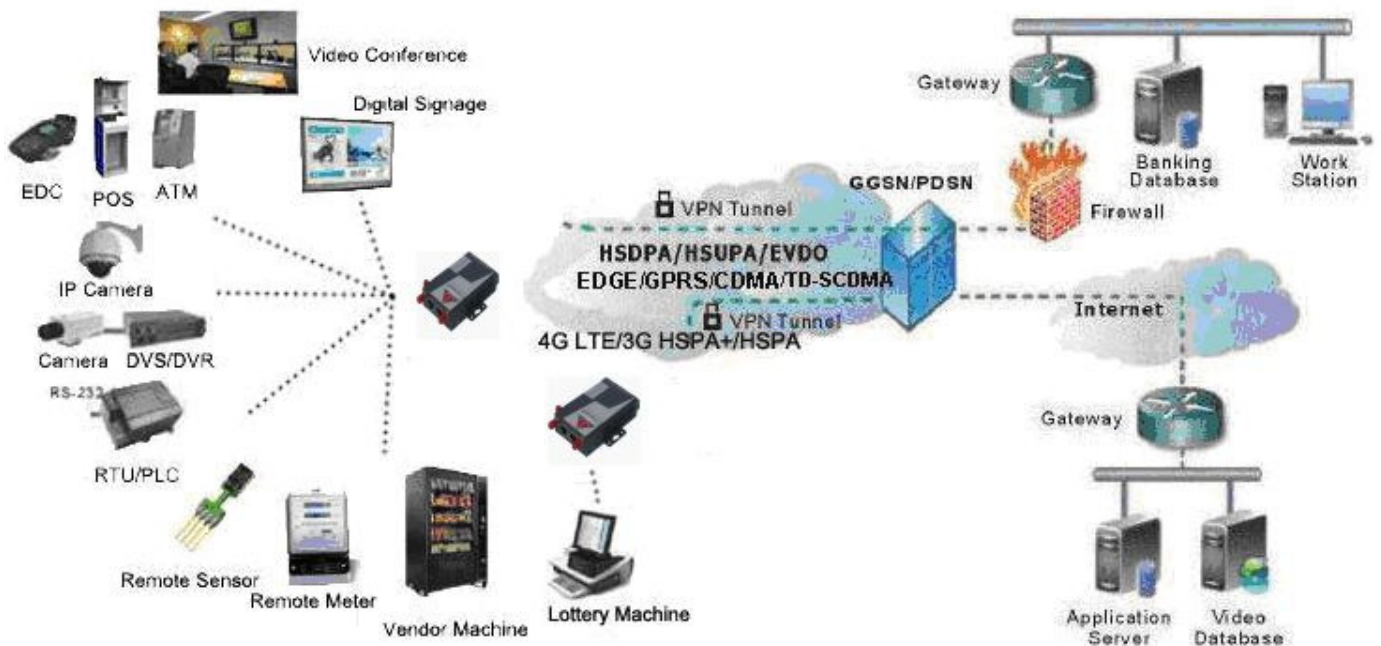 Video Conference
Digital Signage
EDC
POS
ATM
IP Camera
Camera
DVS/DVR
RS-232
RTU/PLC
Remote Sensor
Remote Meter
Vendor Machine
Lottery Machine
GGSN/PDSN
VPN Tunnel
HSDPA/HSUPA/EVDO
EDGE/GPRS/CDMA/TD-SCDMA
VPN Tunnel
4G LTE/3G HSPA+/HSPA
Gateway
Banking
Database
Work
Station
Firewall
Internet
Gateway
Application
Server
Video
Database